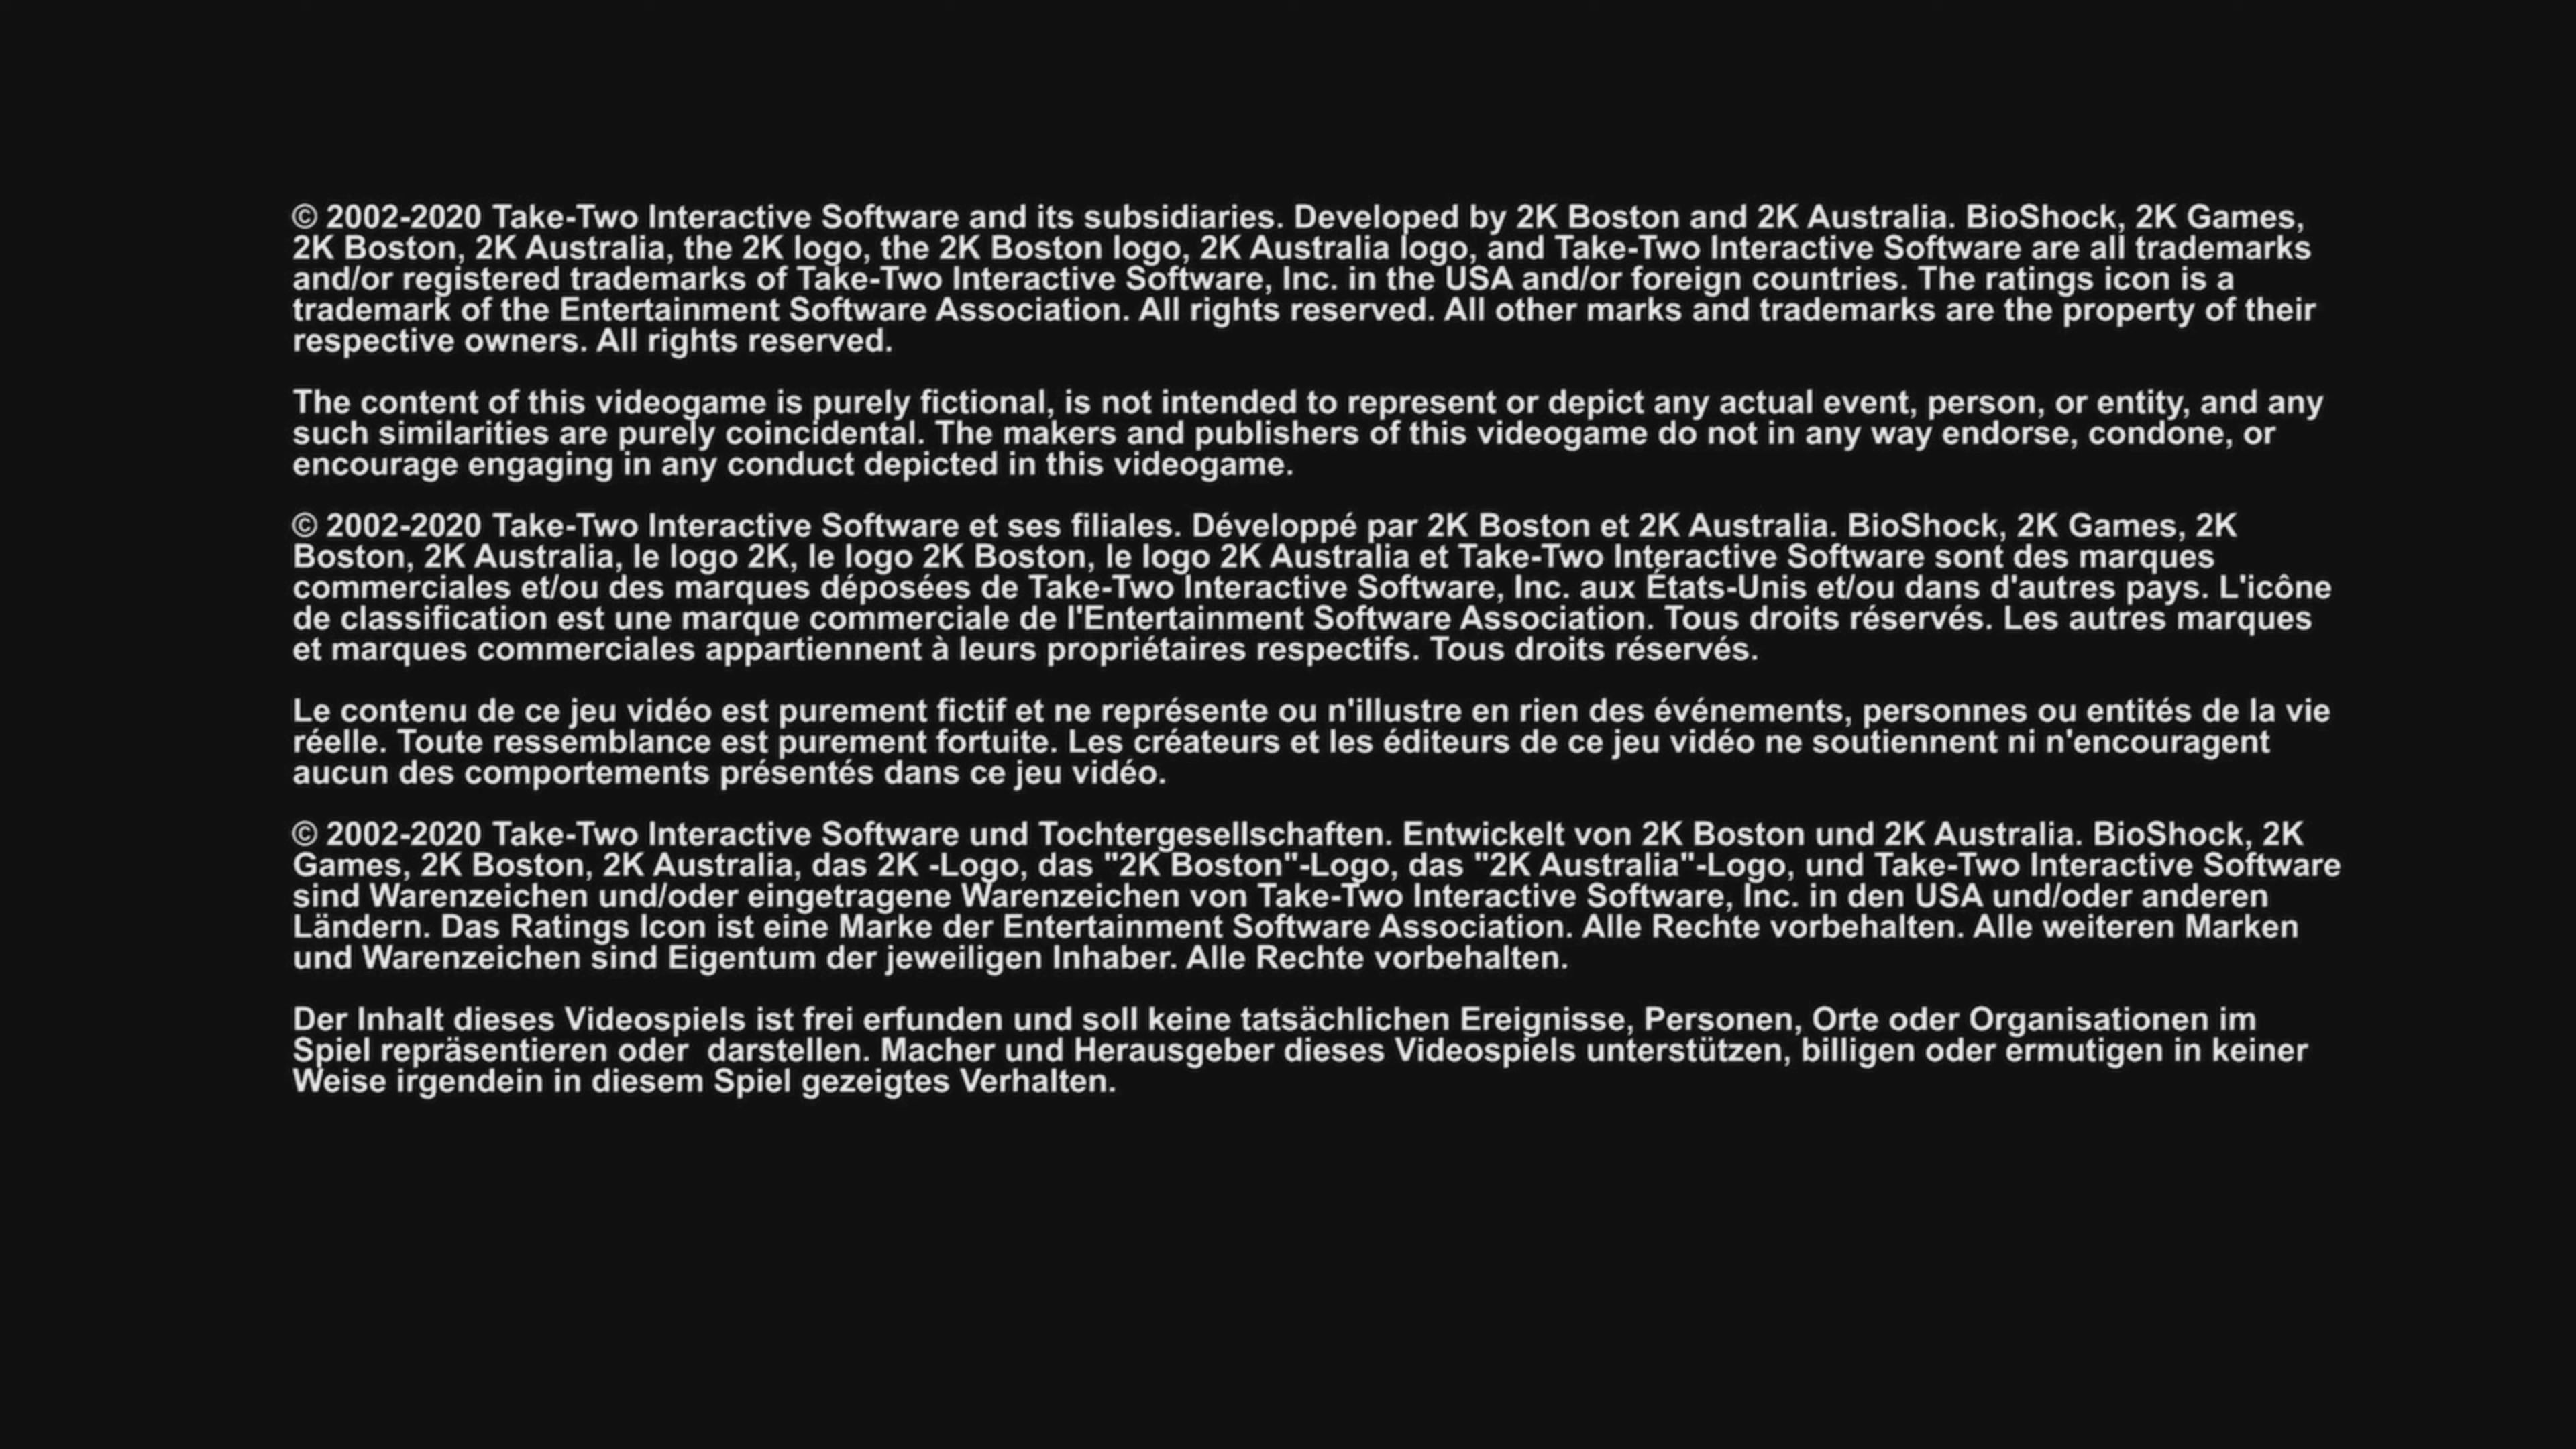 © 2002-2020 Take-Two Interactive Software and its subsidiaries. Developed by 2K Boston and 2K Australia. BioShock, 2K Games,
2K Boston, 2K Australia, the 2K logo, the 2K Boston logo, 2K Australia logo, and Take-Two Interactive Software are all trademarks
and/or registered trademarks of Take-Two Interactive Software, Inc. in the USA and/or foreign countries. The ratings icon is a
trademark of the Entertainment Software Association. All rights reserved. All other marks and trademarks are the property of their
respective owners. All rights reserved.
The content of this videogame is purely fictional, is not intended to represent or depict any actual event, person, or entity, and any
such similarities are purely coincidental. The makers and publishers of this videogame do not in any way endorse, condone, or
encourage engaging in any conduct depicted in this videogame.
© 2002-2020 Take-Two Interactive Software et ses filiales. Développé par 2K Boston et 2K Australia. BioShock, 2K Games, 2K
Boston, 2K Australia, le logo 2K, le logo 2K Boston, le logo 2K Australia et Take-Two Interactive Software sont des marques
commerciales et/ou des marques déposées de Take-Two Interactive Software, Inc. aux États-Unis et/ou dans d'autres pays. L'icône
de classification est une marque commerciale de l'Entertainment Software Association. Tous droits réservés. Les autres marques
et marques commerciales appartiennent à leurs propriétaires respectifs. Tous droits réservés.
Le contenu de ce jeu vidéo est purement fictif et ne représente ou n'illustre en rien des événements, personnes ou entités de la vie
réelle. Toute ressemblance est purement fortuite. Les créateurs et les éditeurs de ce jeu vidéo ne soutiennent ni n'encouragent
aucun des comportements présentés dans ce jeu vidéo.
© 2002-2020 Take-Two Interactive Software und Tochtergesellschaften. Entwickelt von 2K Boston und 2K Australia. BioShock, 2K
Games, 2K Boston, 2K Australia, das 2K -Logo, das "2K Boston"-Logo, das "2K Australia"-Logo, und Take-Two Interactive Software
sind Warenzeichen und/oder eingetragene Warenzeichen von Take-Two Interactive Software, Inc. in den USA und/oder anderen
Ländern. Das Ratings Icon ist eine Marke der Entertainment Software Association. Alle Rechte vorbehalten. Alle weiteren Marken
und Warenzeichen sind Eigentum der jeweiligen Inhaber. Alle Rechte vorbehalten.
Der Inhalt dieses Videospiels ist frei erfunden und soll keine tatsächlichen Ereignisse, Personen, Orte oder Organisationen im
Spiel repräsentieren oder  darstellen. Macher und Herausgeber dieses Videospiels unterstützen, billigen oder ermutigen in keiner
Weise irgendein in diesem Spiel gezeigtes Verhalten.